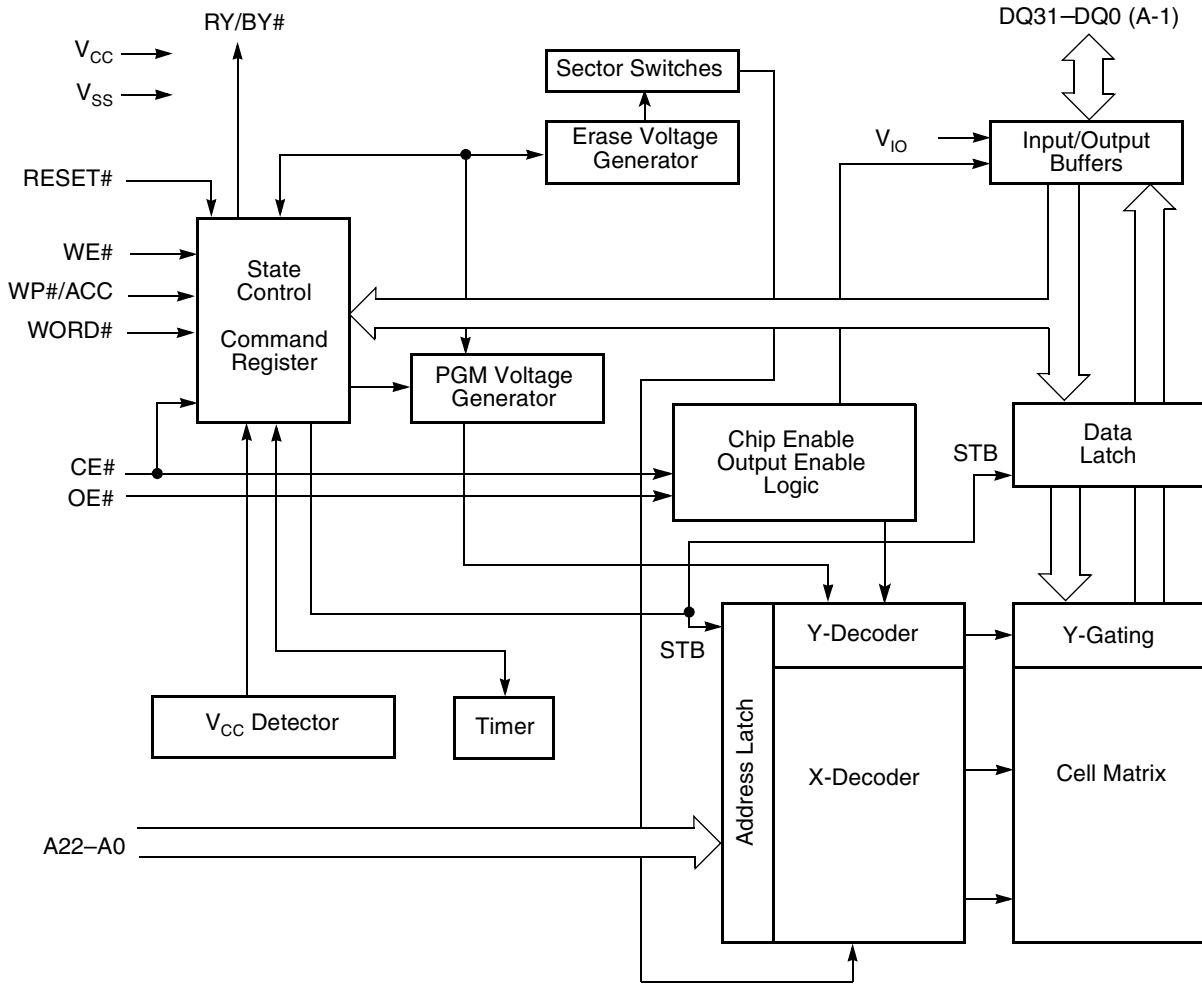 RY/BY#
DQ31–DQ0 (A-1)
VCC
VSS
Sector Switches
Erase Voltage
Generator
VIO
Input/Output
Buffers
RESET#
WE#
WP#/ACC
WORD#
State
Control
Command
Register
PGM Voltage
Generator
Chip Enable
Output Enable
Logic
STB
Data
Latch
CE#
OE#
STB
Y-Decoder
Y-Gating
VCC Detector
Timer
Address Latch
X-Decoder
Cell Matrix
A22–A0